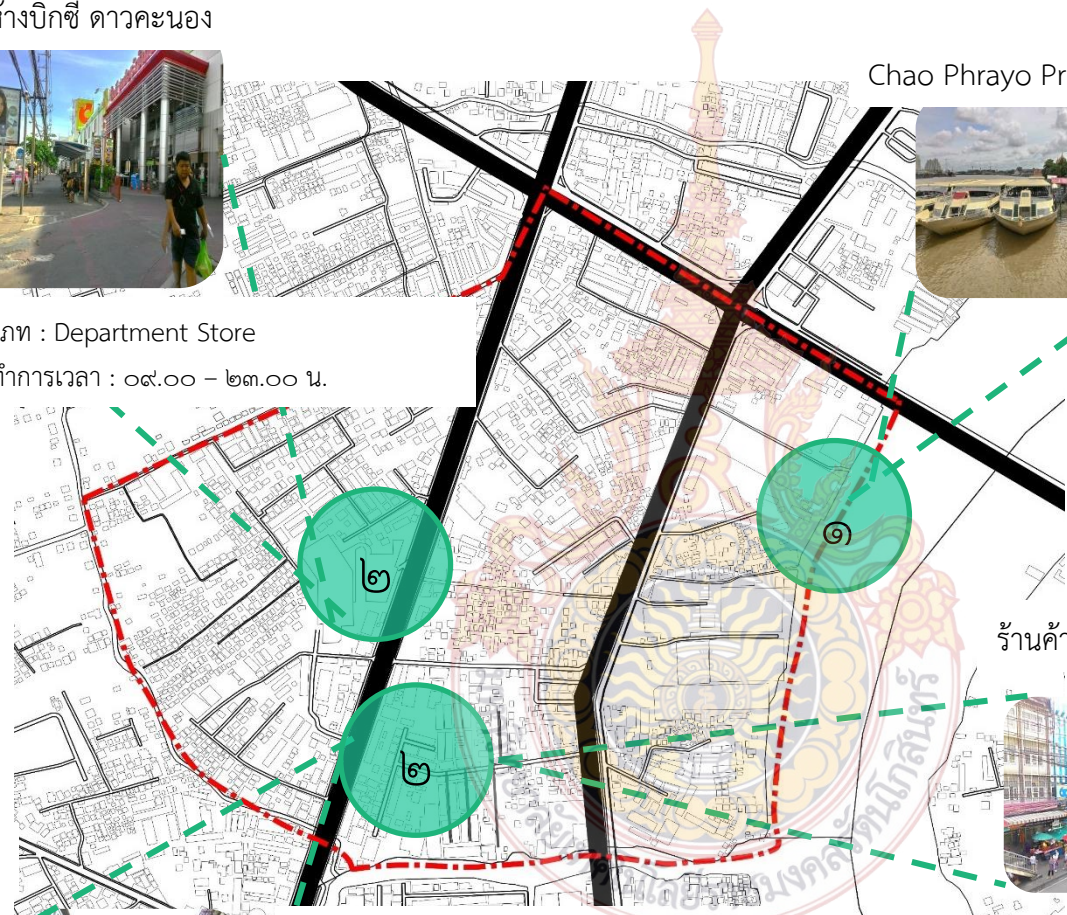 ห้างบิกซี ดาวคะนอง
Chao Phrayo Pr
ภท : Department Store
ทำการเวลา : ๐๙.๐๐ – ๒๓.๐๐ น.
๑
๒
ร้านค้า
๒